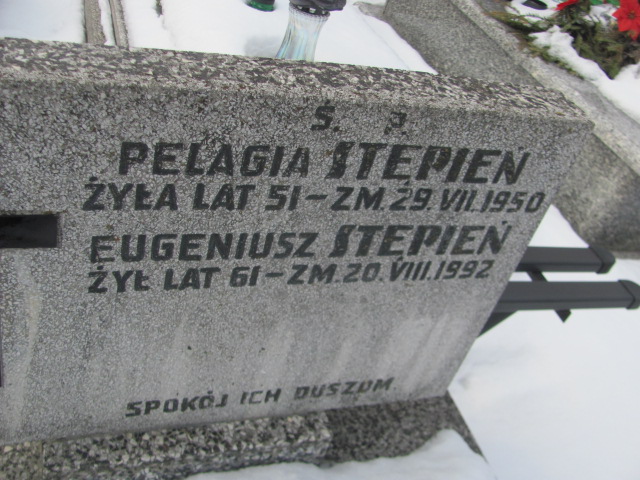 Ś. P.
PELAGIA STĘPIEŃ
ŻYŁA LAT 51 – ZM. 29. VII. 1950
EUGENIUSZ STĘPIEŃ
ŻYŁ LAT 61 – ZM. 20. VIII. 1992
SPOKÓJ ICH DUSZOM